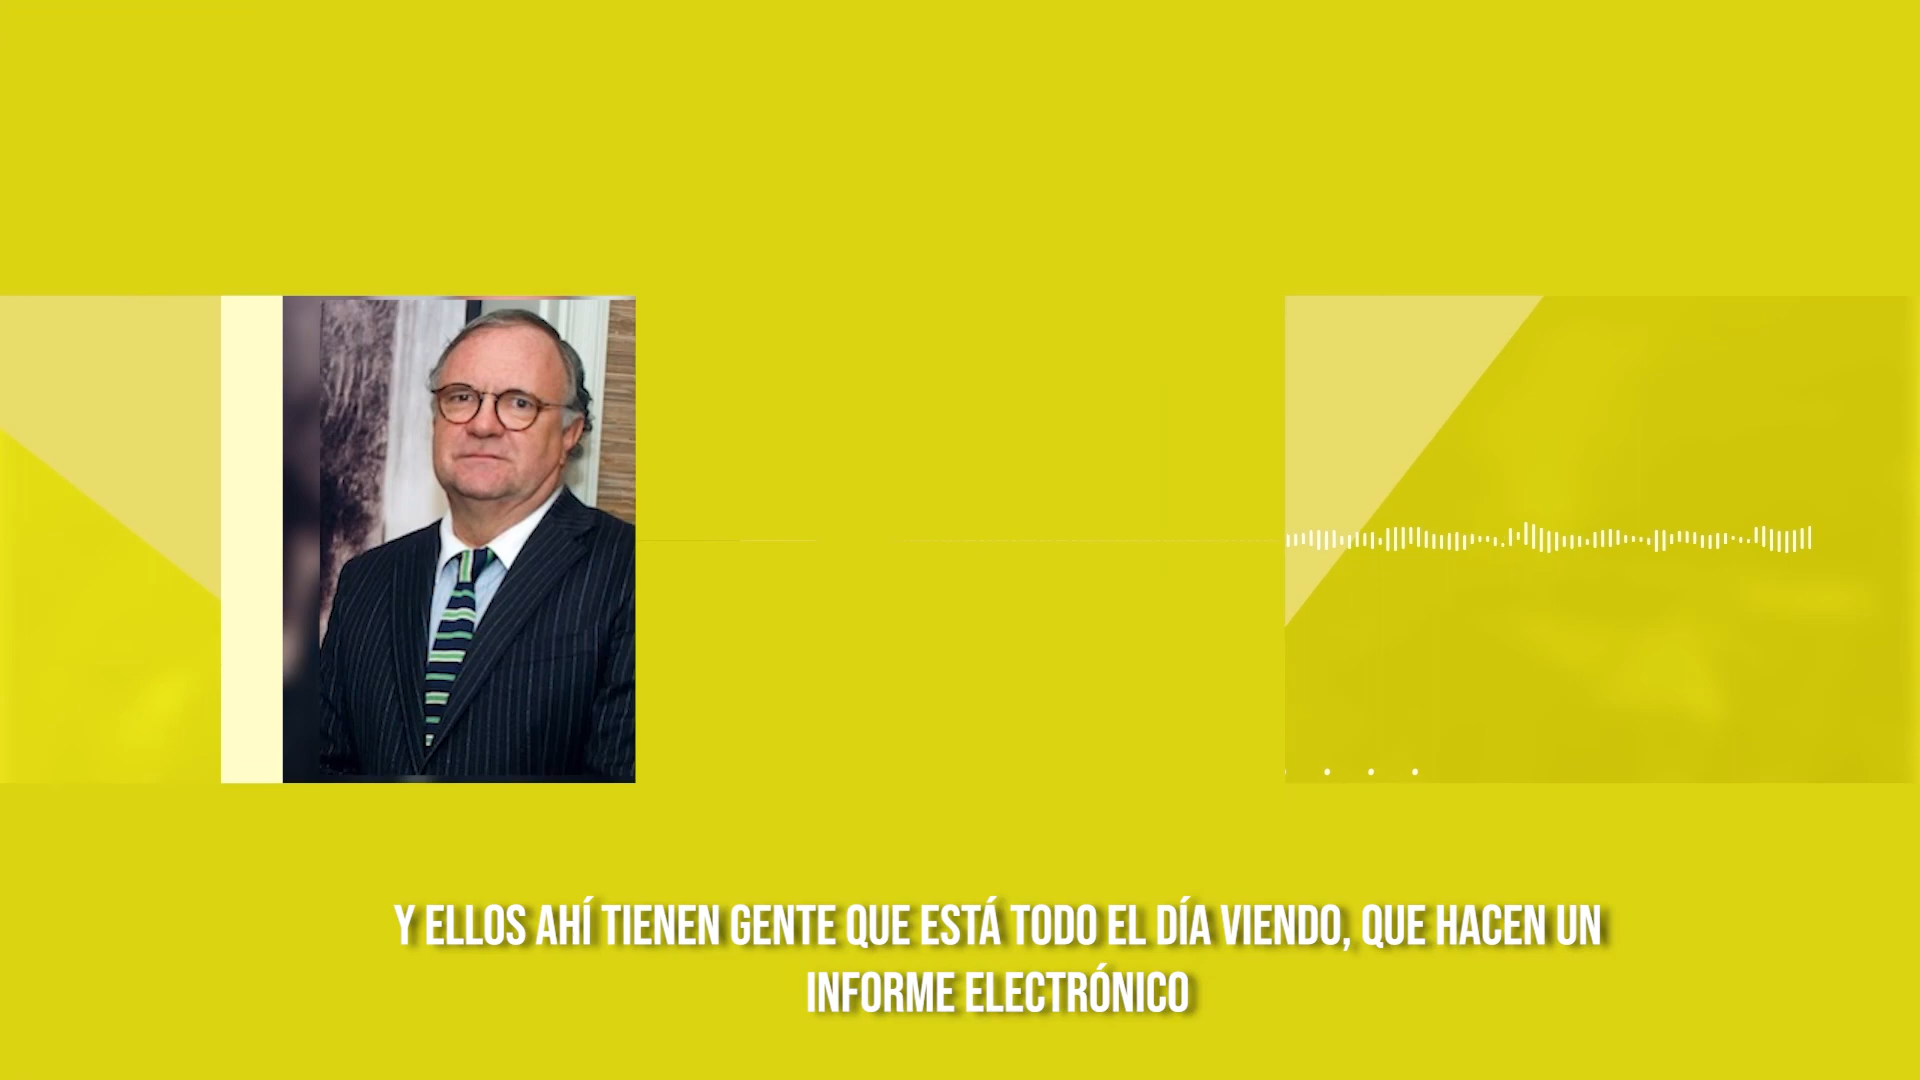 Y ELLOS AHÍ TIENEN GENTE QUE ESTÁ TODO EL DÍA VIENDO, QUE HACEN UN
INFORME ELECTRÓNICO